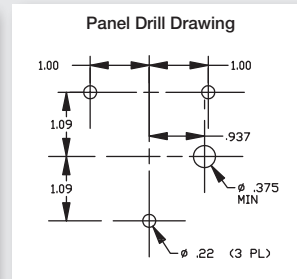 Panel Drill Drawing
1.00 1.00
1.09
.937
1.09
ø .375
MIN
ø .22 (3 PL)